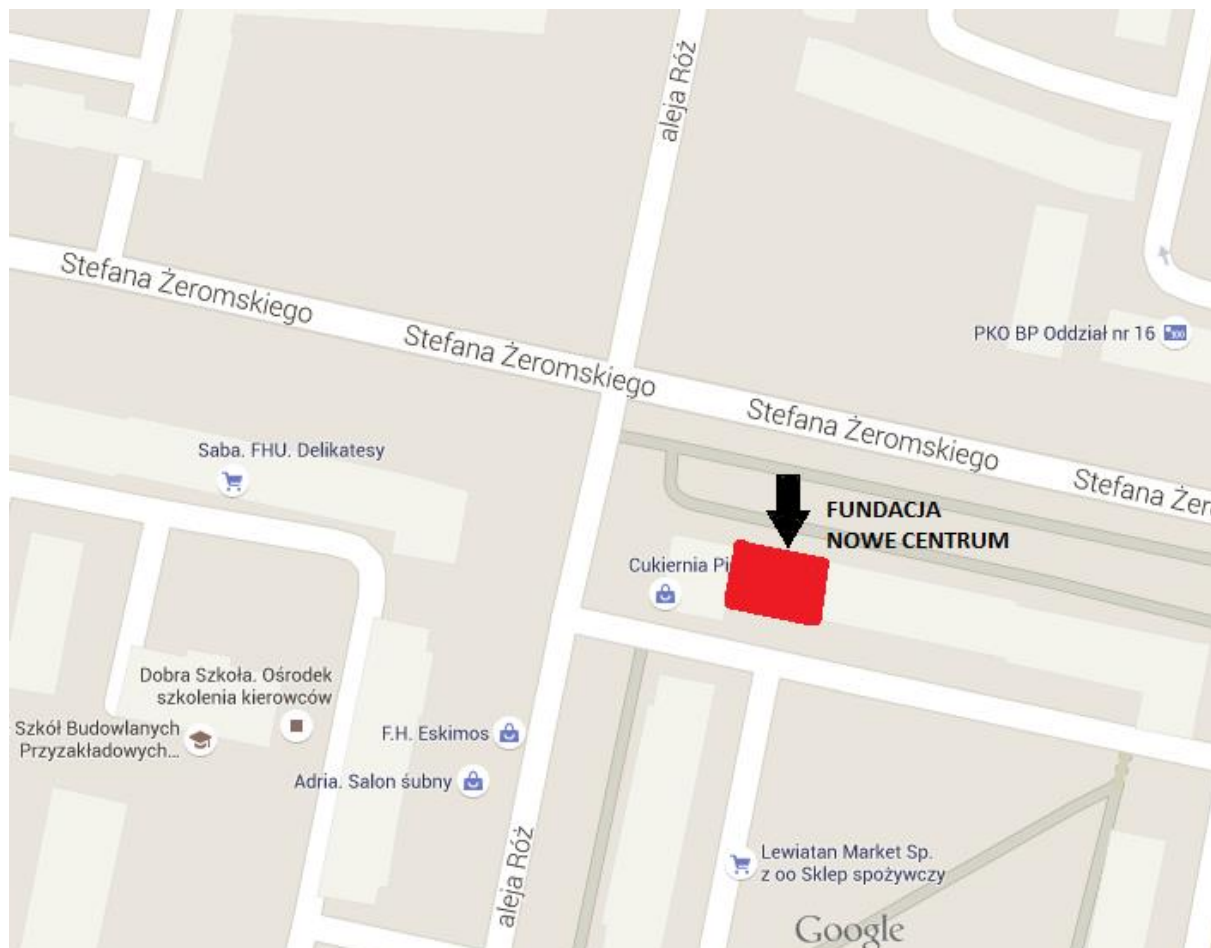 aleja Róż
Stefana Żeromskiego
Stefana Żeromskiego
PKO BP Oddział nr 16
100
Stefana Żeromskiego
Saba. FHU. Delikatesy
Stefana Żer
FUNDACJA
NOWE CENTRUM
Cukiernia Pi
Dobra Szkoła. Ośrodek
szkolenia kierowców
Szkół Budowlanych
Przyzakładowych...
F.H. Eskimos
Adria. Salon śubny
aleja Róż
Lewiatan Market Sp.
z oo Sklep spożywczy
Google